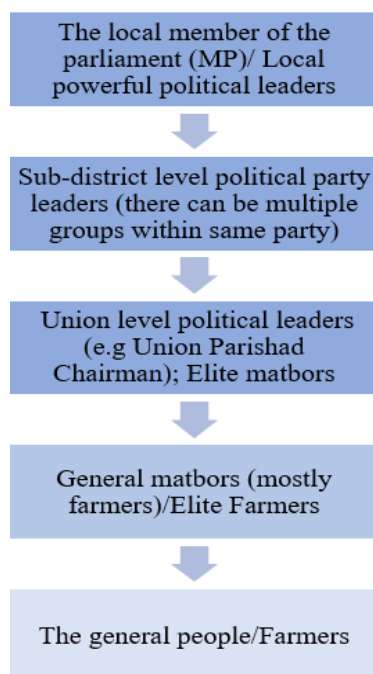 The local member of the
parliament (MP)/ Local
powerful political leaders
Sub-district level political party
leaders (there can be multiple
groups within same party)
Union level political leaders
(e.g Union Parishad
Chairman); Elite matbors
General matbors (mostly
farmers)/Elite Farmers
The general people/Farmers